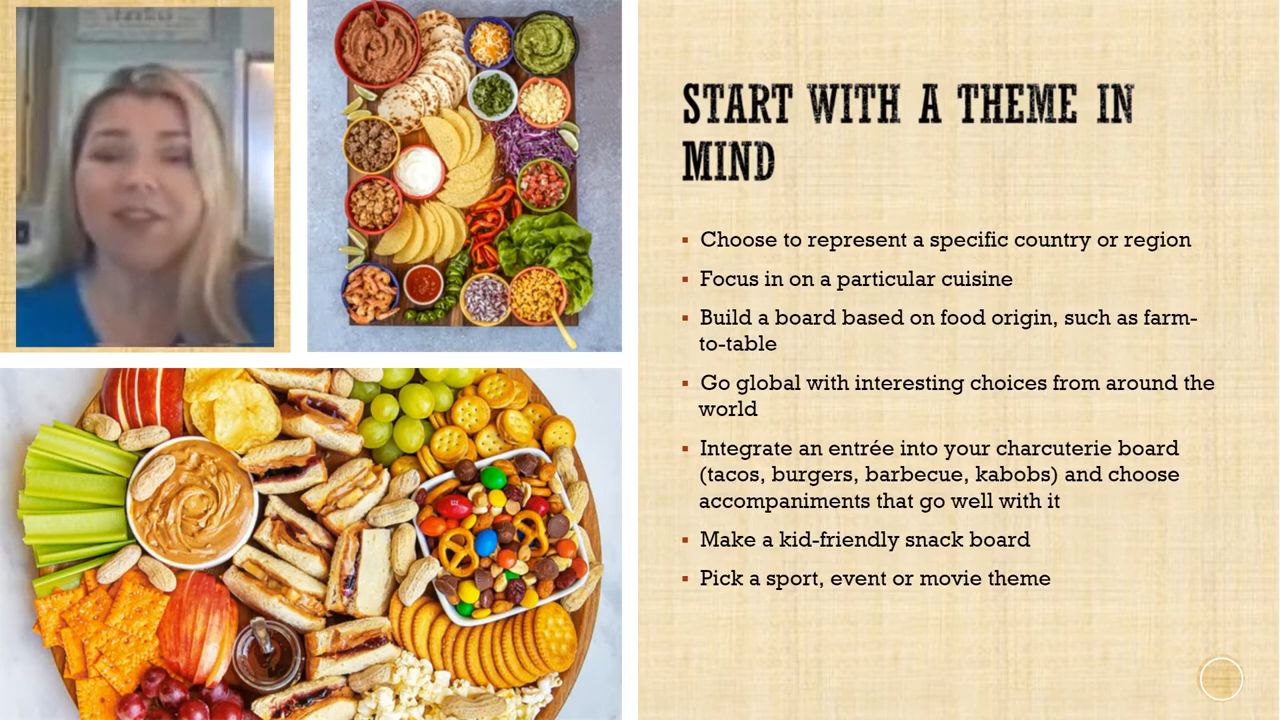 START WITH A THEME IN
MIND
▪ Choose to represent a specific country or region
▪ Focus in on a particular cuisine
▪ Build a board based on food origin, such as farm-
to-table
▪ Go global with interesting choices from around the
world
▪ Integrate an entrée into your charcuterie board
(tacos, burgers, barbecue, kabobs) and choose
accompaniments that go well with it
▪ Make a kid-friendly snack board
▪ Pick a sport, event or movie theme